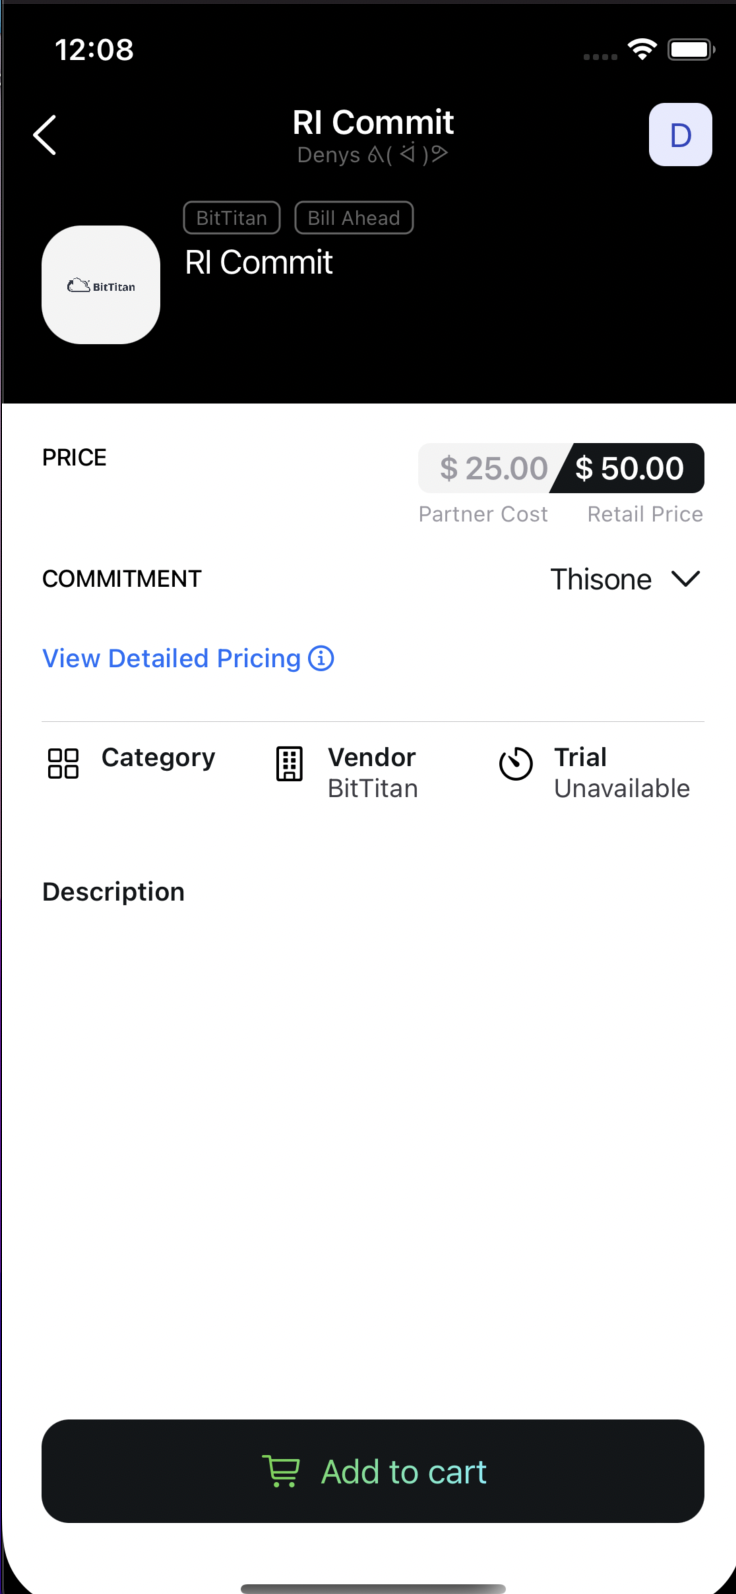 12:08
RI Commit
Denys ᕕ( ᐛ )ᕗ
D
BitTitan
Bill Ahead
RI Commit
BitTitan
PRICE
$ 25.00
$ 50.00
Partner Cost
Retail Price
COMMITMENT
Thisone
View Detailed Pricing
Category
Vendor
BitTitan
Trial
Unavailable
Description
Add to cart